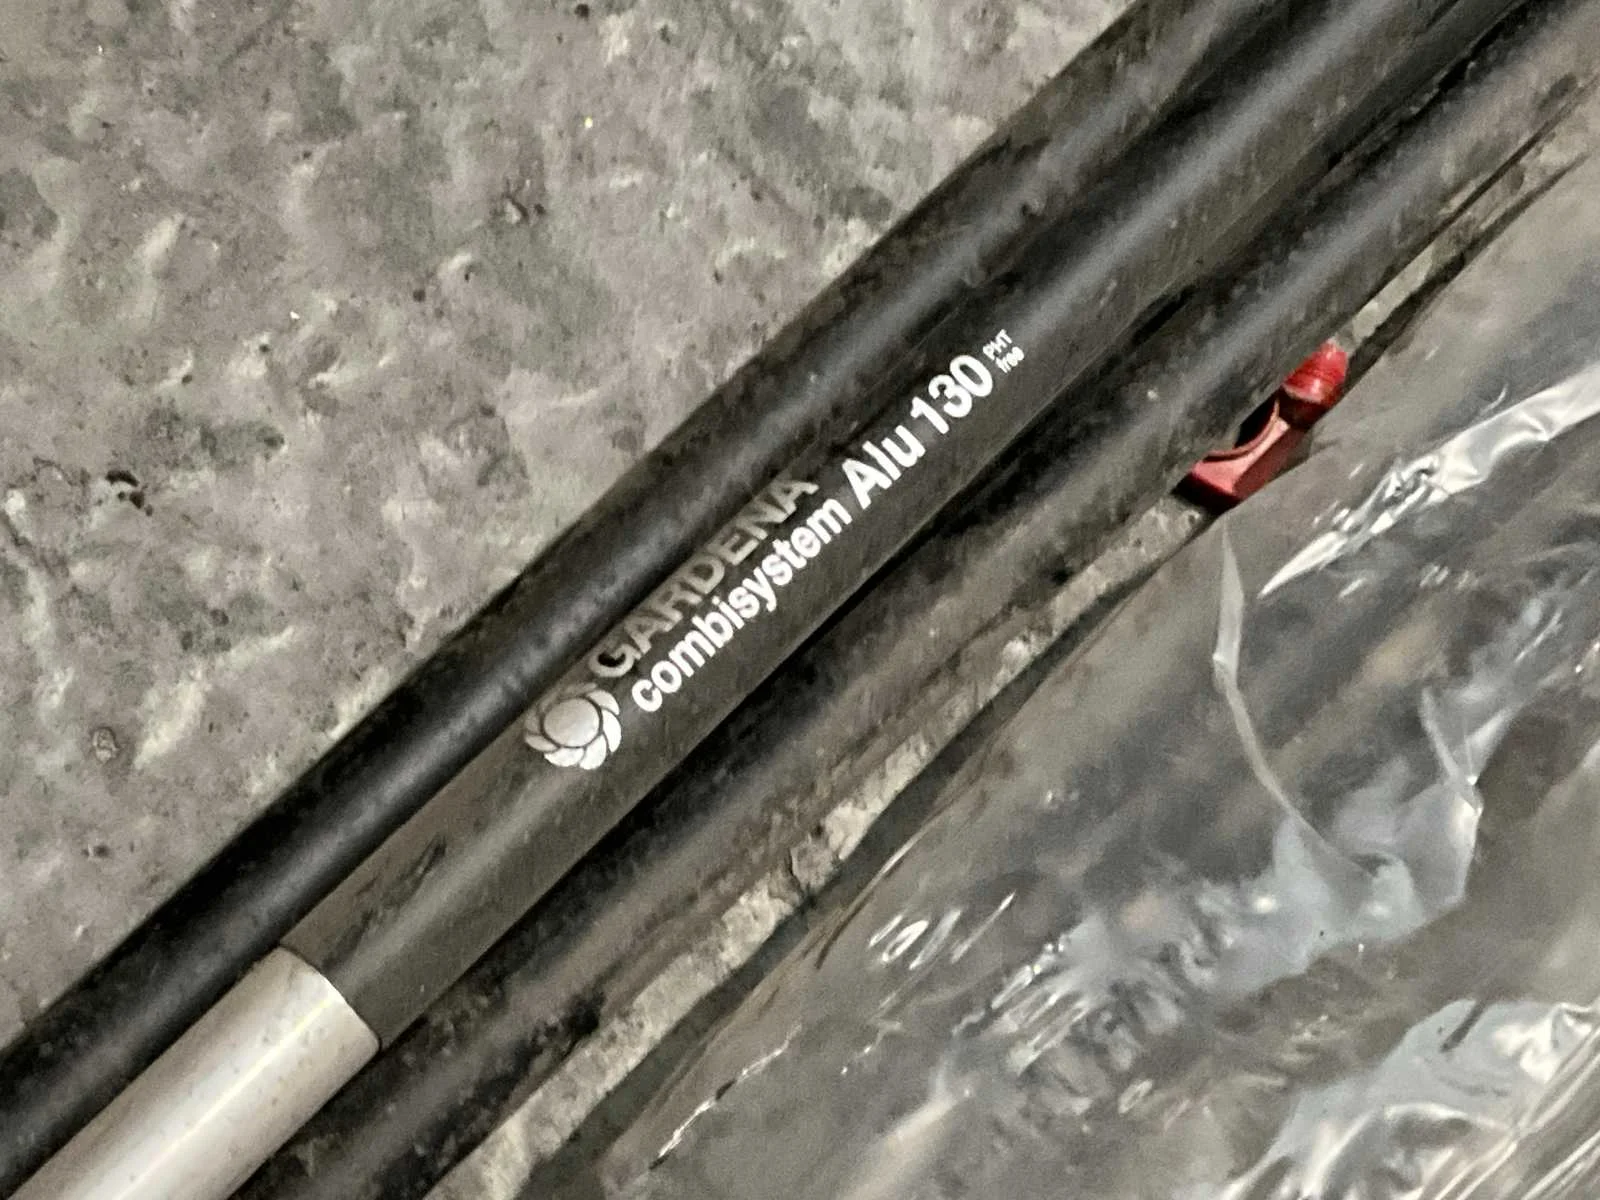 GARDENA
combisystem Alu 130
PHT
free